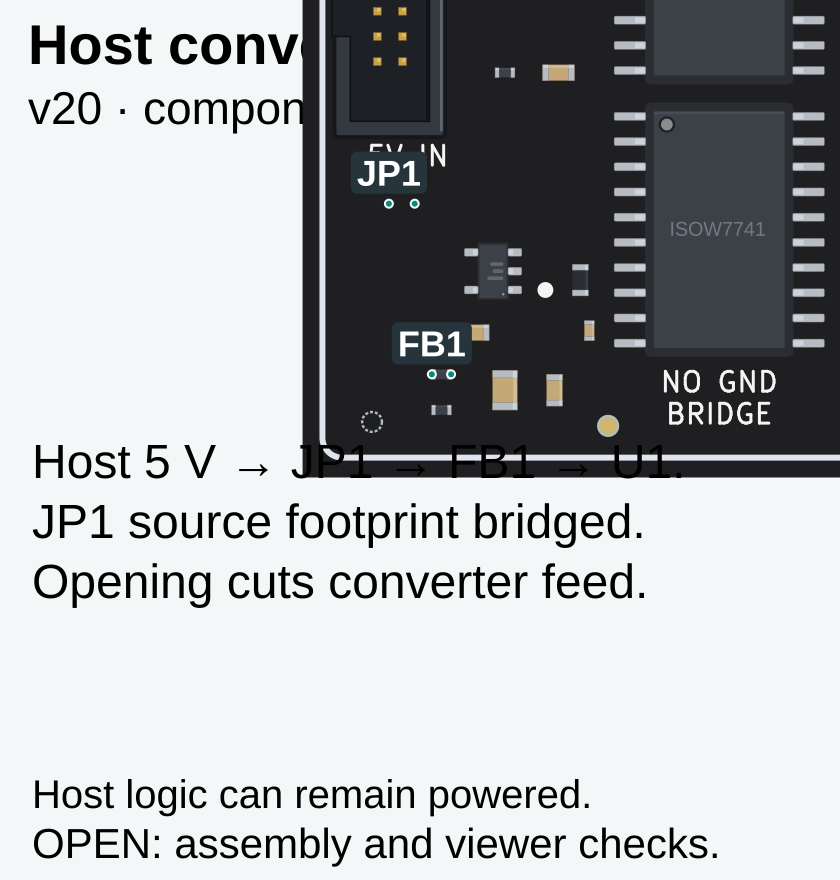 Host conv
v20 · compon
5V IN
JP1
ISOW7741
FB1
NO GND
BRIDGE
Host 5 V → JP1 → FB1 → U1.
JP1 source footprint bridged.
Opening cuts converter feed.
Host logic can remain powered.
OPEN: assembly and viewer checks.